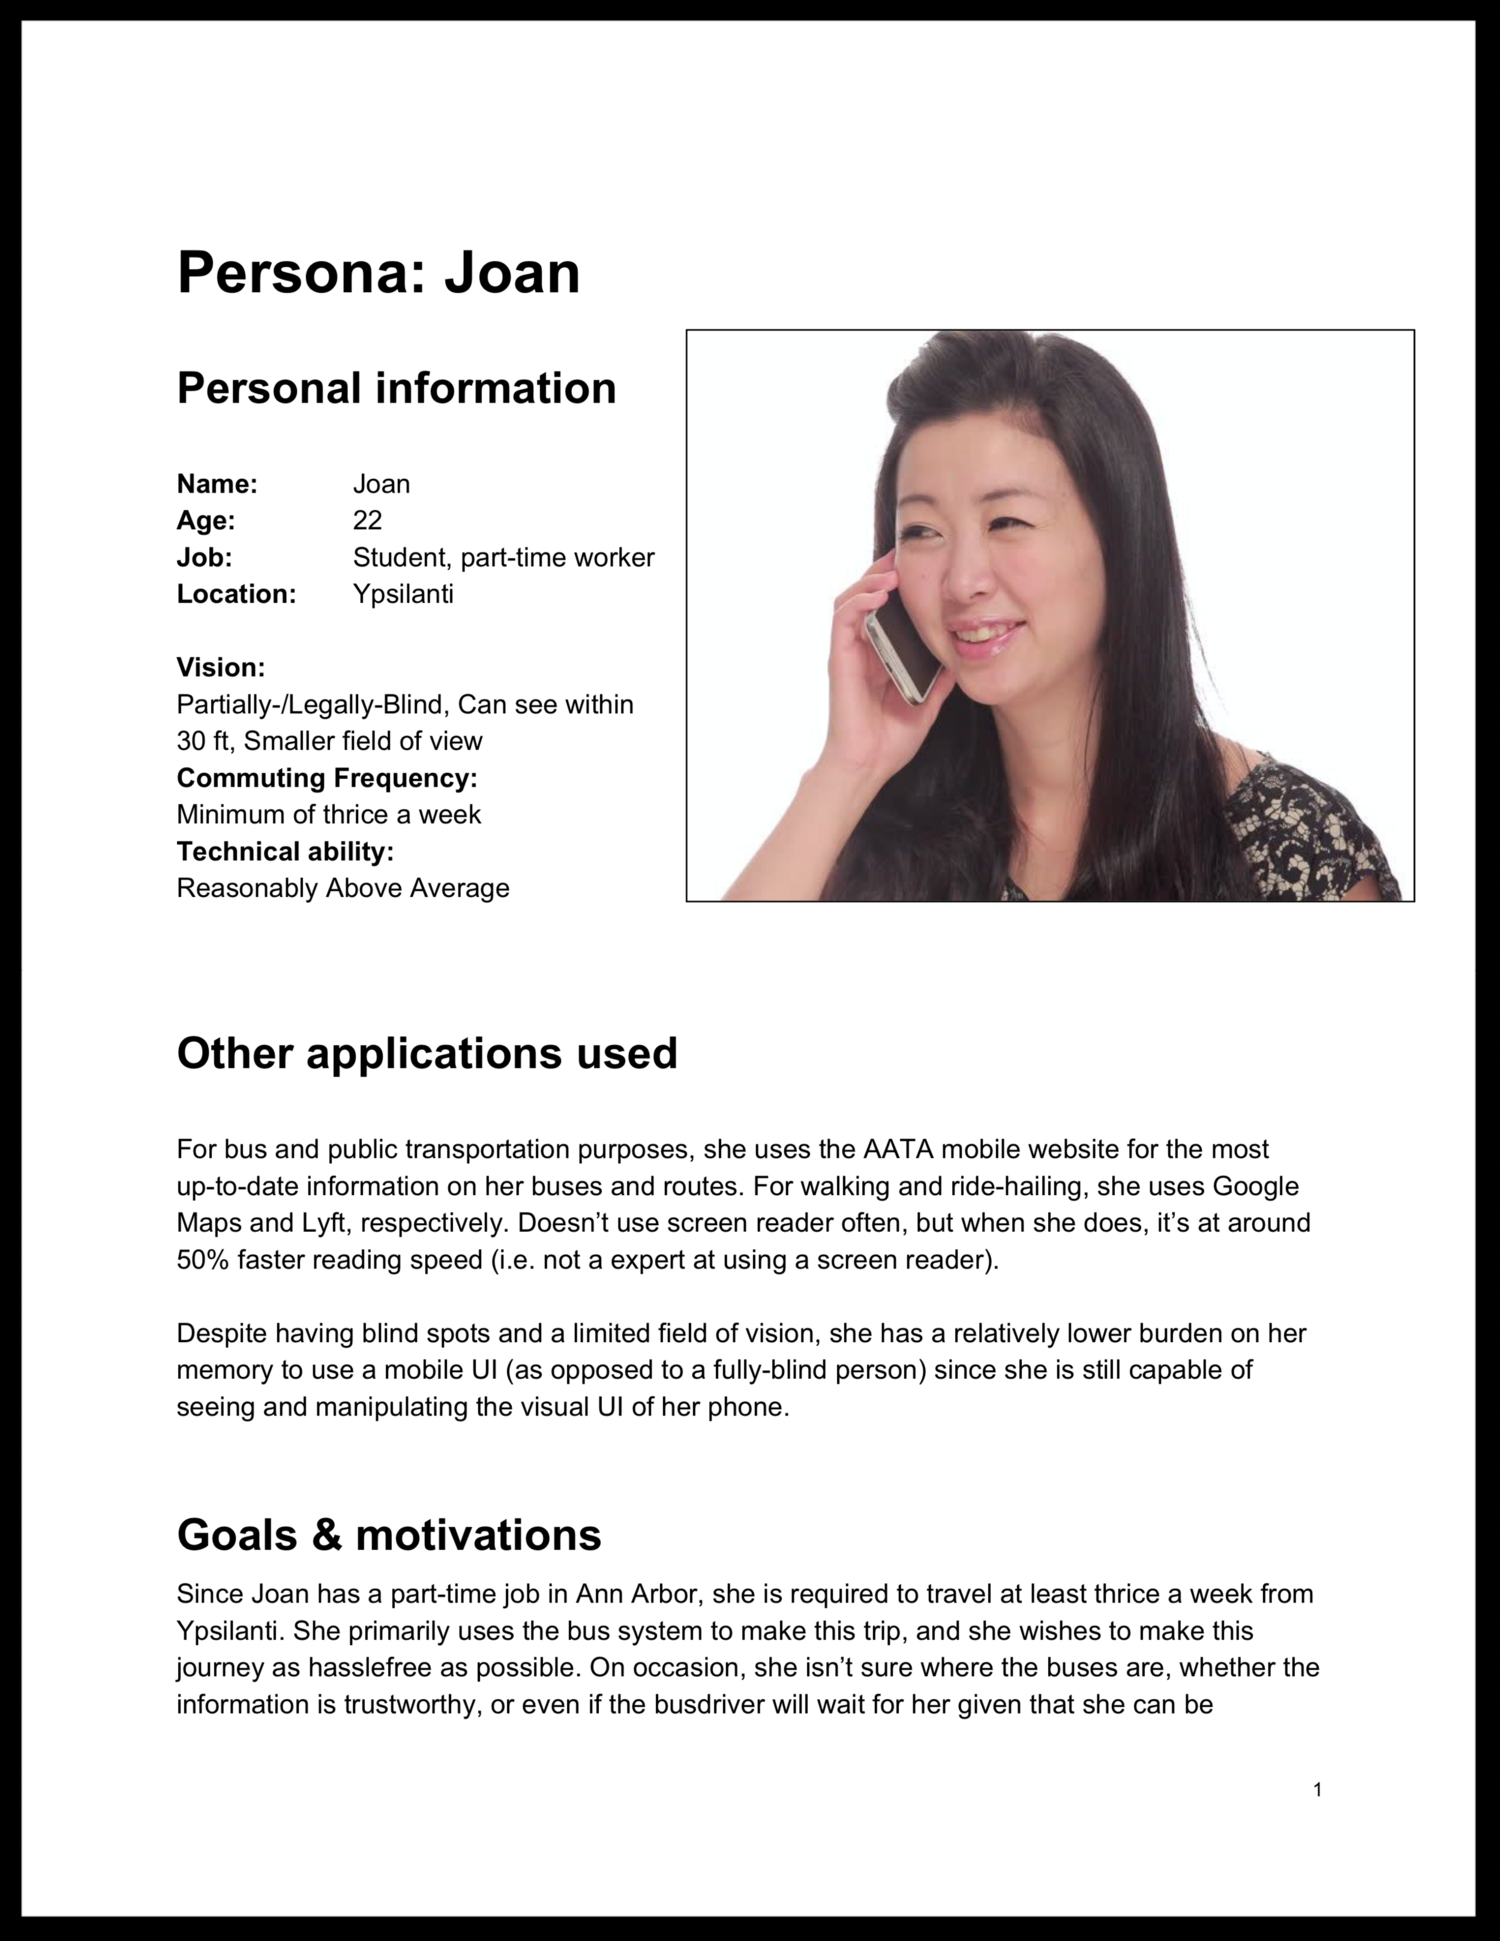 Persona: Joan
Personal information
Name: Joan
Age: 22
Job: Student, part-time worker
Location: Ypsilanti
Vision:
Partially-/Legally-Blind, Can see within
30 ft, Smaller field of view
Commuting Frequency:
Minimum of thrice a week
Technical ability:
Reasonably Above Average
Other applications used
For bus and public transportation purposes, she uses the AATA mobile website for the most
up-to-date information on her buses and routes. For walking and ride-hailing, she uses Google
Maps and Lyft, respectively. Doesn’t use screen reader often, but when she does, it’s at around
50% faster reading speed (i.e. not a expert at using a screen reader).
Despite having blind spots and a limited field of vision, she has a relatively lower burden on her
memory to use a mobile UI (as opposed to a fully-blind person) since she is still capable of
seeing and manipulating the visual UI of her phone.
Goals & motivations
Since Joan has a part-time job in Ann Arbor, she is required to travel at least thrice a week from
Ypsilanti. She primarily uses the bus system to make this trip, and she wishes to make this
journey as hasslefree as possible. On occasion, she isn’t sure where the buses are, whether the
information is trustworthy, or even if the busdriver will wait for her given that she can be
1